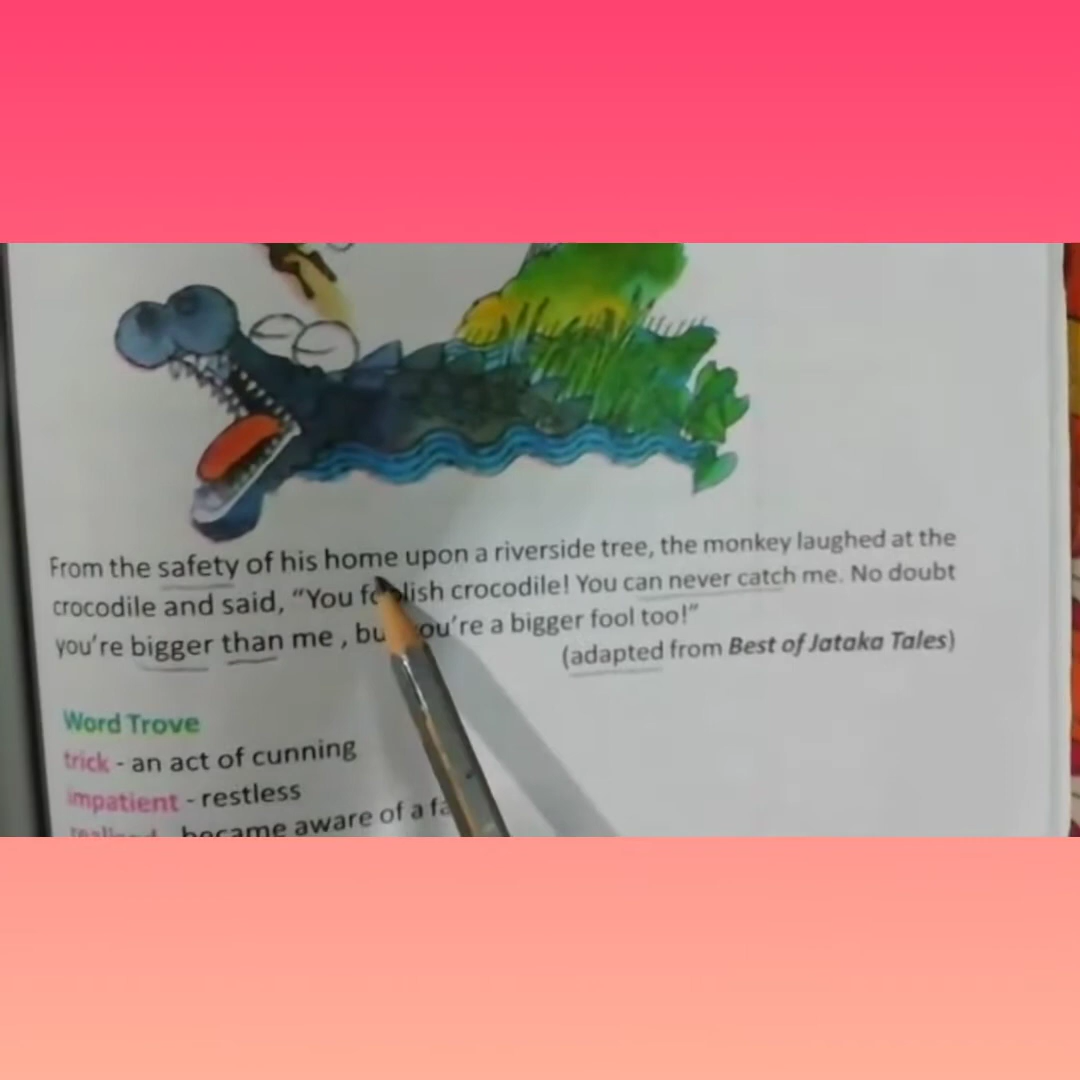 From the safety of his home upon a riverside tree, the monkey laughed at the
crocodile and said, "You foolish crocodile! You can never catch me. No doubt
you're bigger than me , but you're a bigger fool too!"
(adapted from Best of Jataka Tales)
Word Trove
trick - an act of cunning
impatient - restless
became aware of a